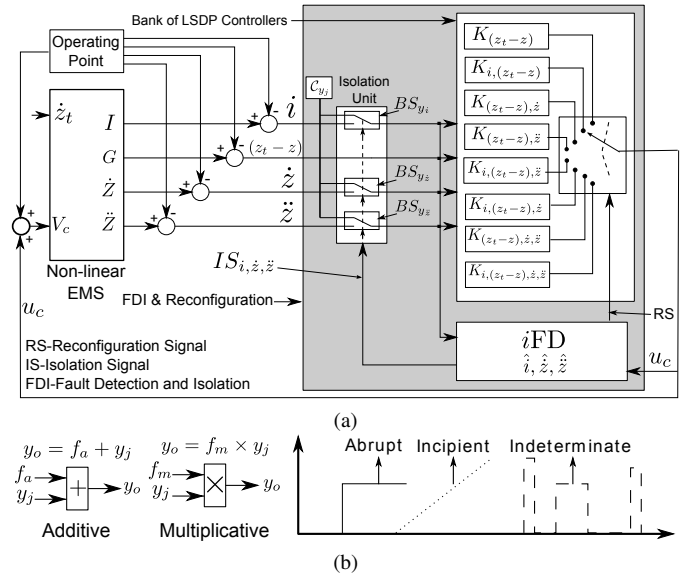 Bank of LSDP Controllers
Operating
Point
Isolation
Unit
𝒞_{y_j}
ż_t
I
G
Ż
Z̈
V_c
Non-linear
EMS
+ -
+ -
+ -
+ -
+
+
i
(z_t−z)
ż
z̈
BS_{y_i}
BS_{y_ż}
BS_{y_z̈}
K_{(z_t−z)}
K_{i,(z_t−z)}
K_{(z_t−z),ż}
K_{(z_t−z),z̈}
K_{i,(z_t−z),z̈}
K_{i,(z_t−z),ż}
K_{(z_t−z),ż,z̈}
K_{i,(z_t−z),ż,z̈}
IS_{i,ż,z̈}
FDI & Reconfiguration
RS
iFD
î, ẑ̇, ẑ̈
u_c
u_c
RS-Reconfiguration Signal
IS-Isolation Signal
FDI-Fault Detection and Isolation
(a)
y_o = f_a + y_j
f_a
y_j
+
y_o
Additive
y_o = f_m × y_j
f_m
y_j
×
y_o
Multiplicative
Abrupt Incipient Indeterminate
(b)